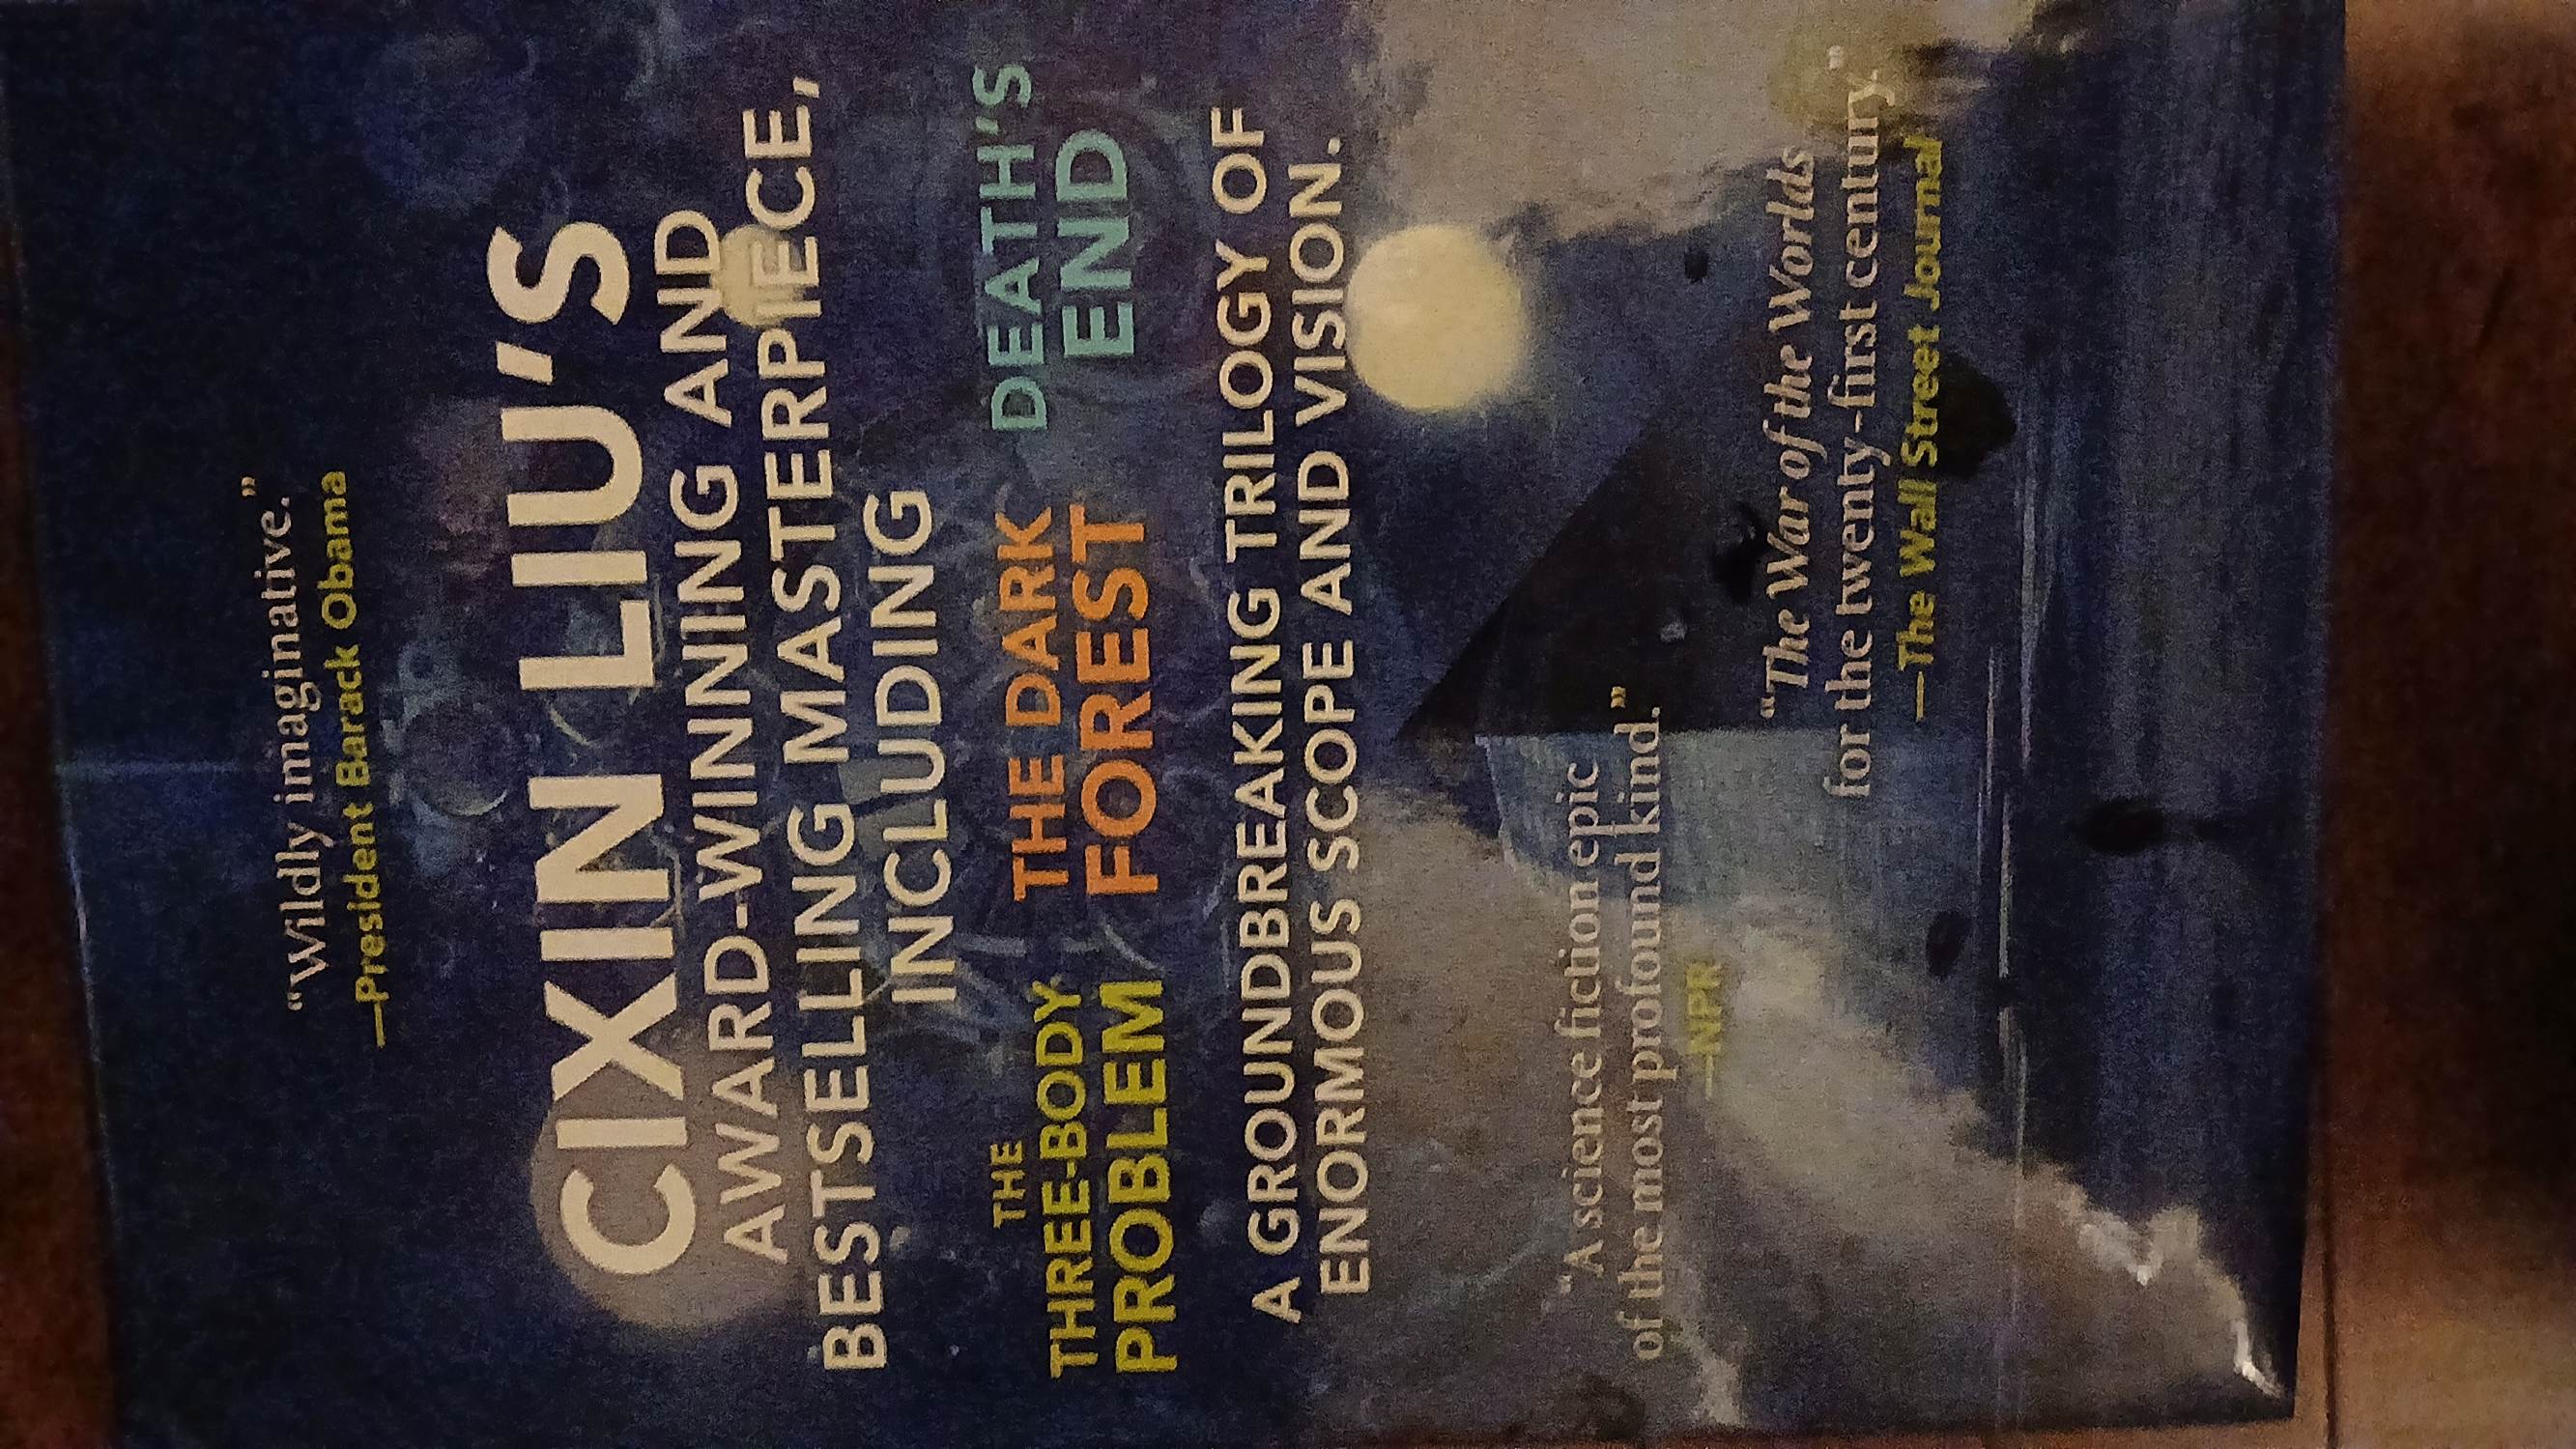 “Wildly imaginative.”
—President Barack Obama
CIXIN LIU’S
AWARD-WINNING AND
BESTSELLING MASTERPIECE,
INCLUDING
THE
THREE-BODY
PROBLEM
THE DARK
FOREST
DEATH’S
END
A GROUNDBREAKING TRILOGY OF
ENORMOUS SCOPE AND VISION.
“A science fiction epic
of the most profound kind.”
—NPR
“The War of the Worlds
for the twenty-first century.”
—The Wall Street Journal